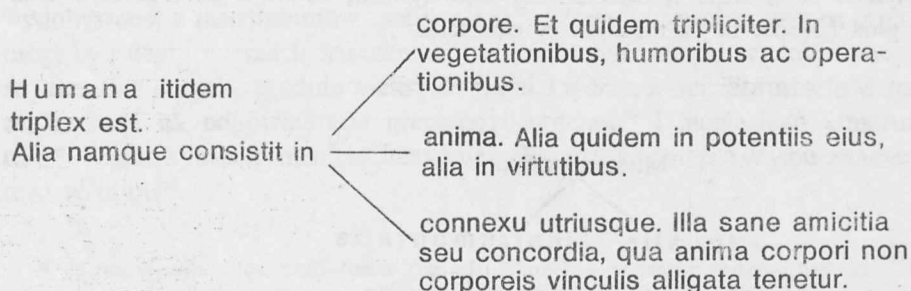 corpore. Et quidem tripliciter. In
vegetationibus, humoribus ac opera-
tionibus.
Humana itidem
triplex est.
Alia namque consistit in
anima. Alia quidem in potentiis eius,
alia in virtutibus.
connexu utriusque. Illa sane amicitia
seu concordia, qua anima corpori non
corporeis vinculis alligata tenetur.